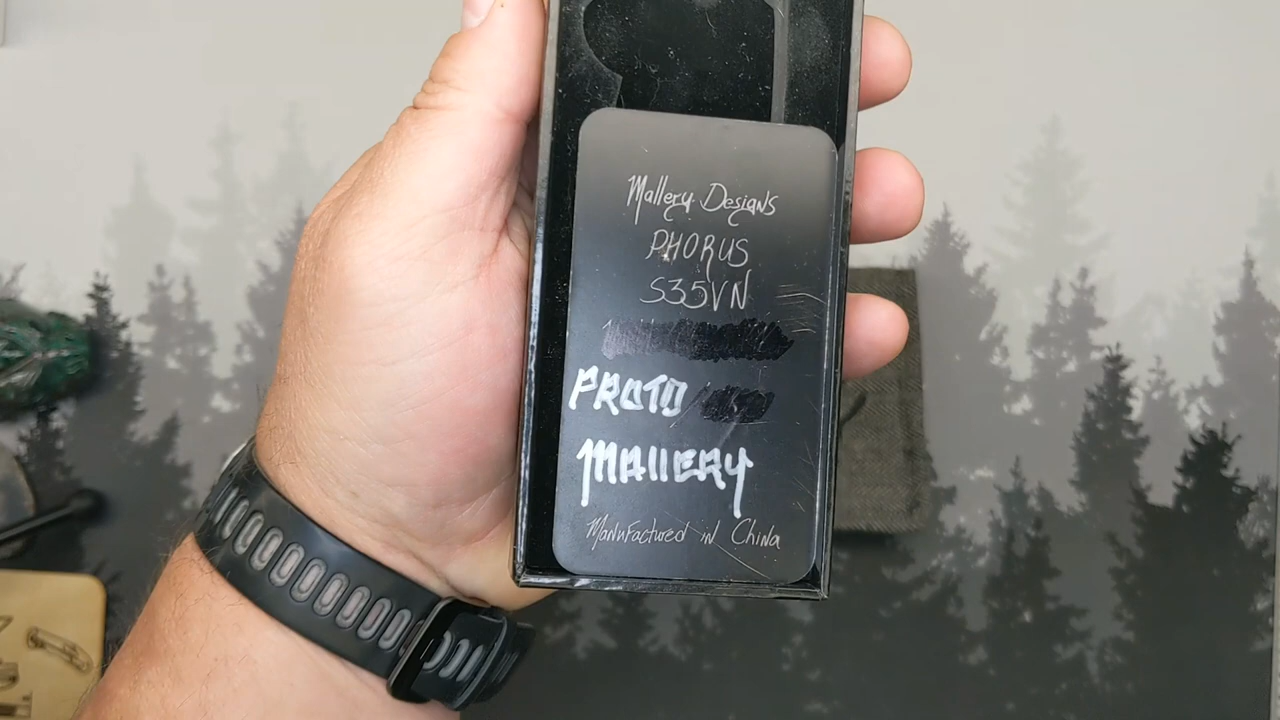 Mallery Designs
PHORUS
S35VN
PROTO /
MAllERY
Manufactured in China